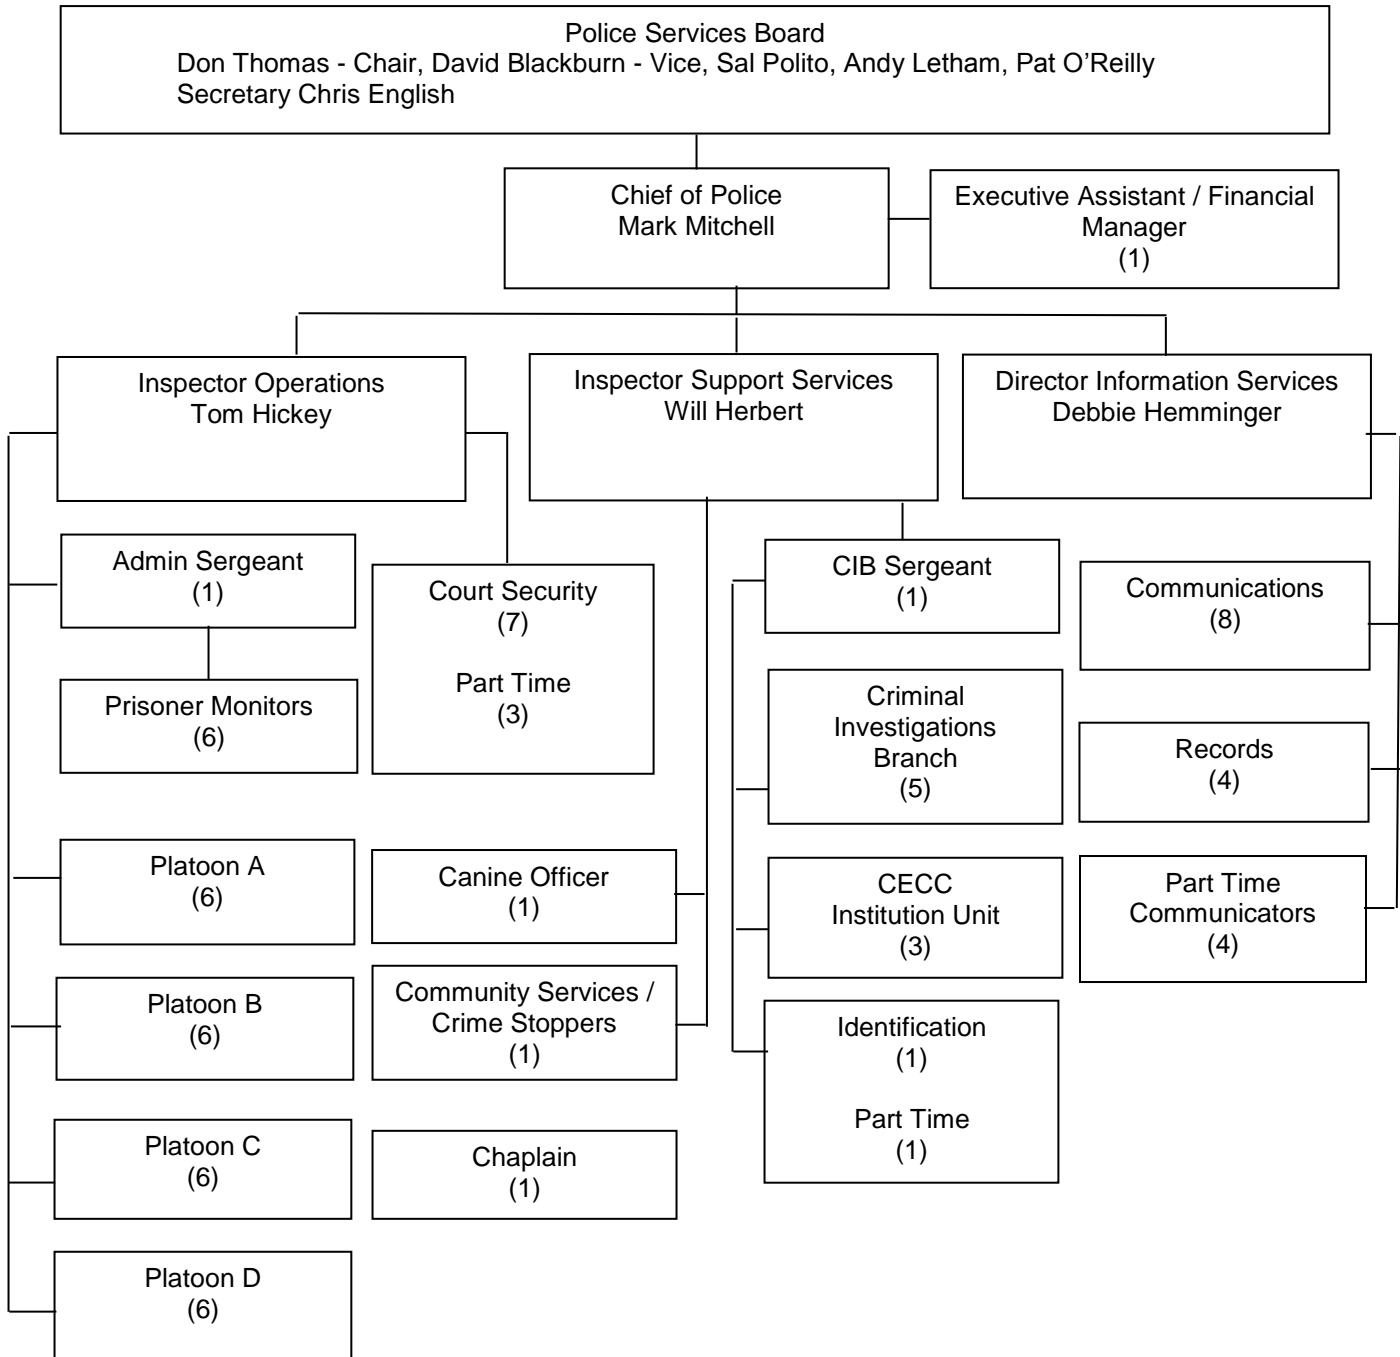 Police Services Board
Don Thomas - Chair, David Blackburn - Vice, Sal Polito, Andy Letham, Pat O'Reilly
Secretary Chris English
Chief of Police
Mark Mitchell
Executive Assistant / Financial
Manager
(1)
Inspector Operations
Tom Hickey
Inspector Support Services
Will Herbert
Director Information Services
Debbie Hemminger
Admin Sergeant
(1)
Prisoner Monitors
(6)
Court Security
(7)
Part Time
(3)
CIB Sergeant
(1)
Communications
(8)
Criminal
Investigations
Branch
(5)
Records
(4)
Platoon A
(6)
Canine Officer
(1)
CECC
Institution Unit
(3)
Part Time
Communicators
(4)
Platoon B
(6)
Community Services /
Crime Stoppers
(1)
Identification
(1)
Part Time
(1)
Platoon C
(6)
Chaplain
(1)
Platoon D
(6)